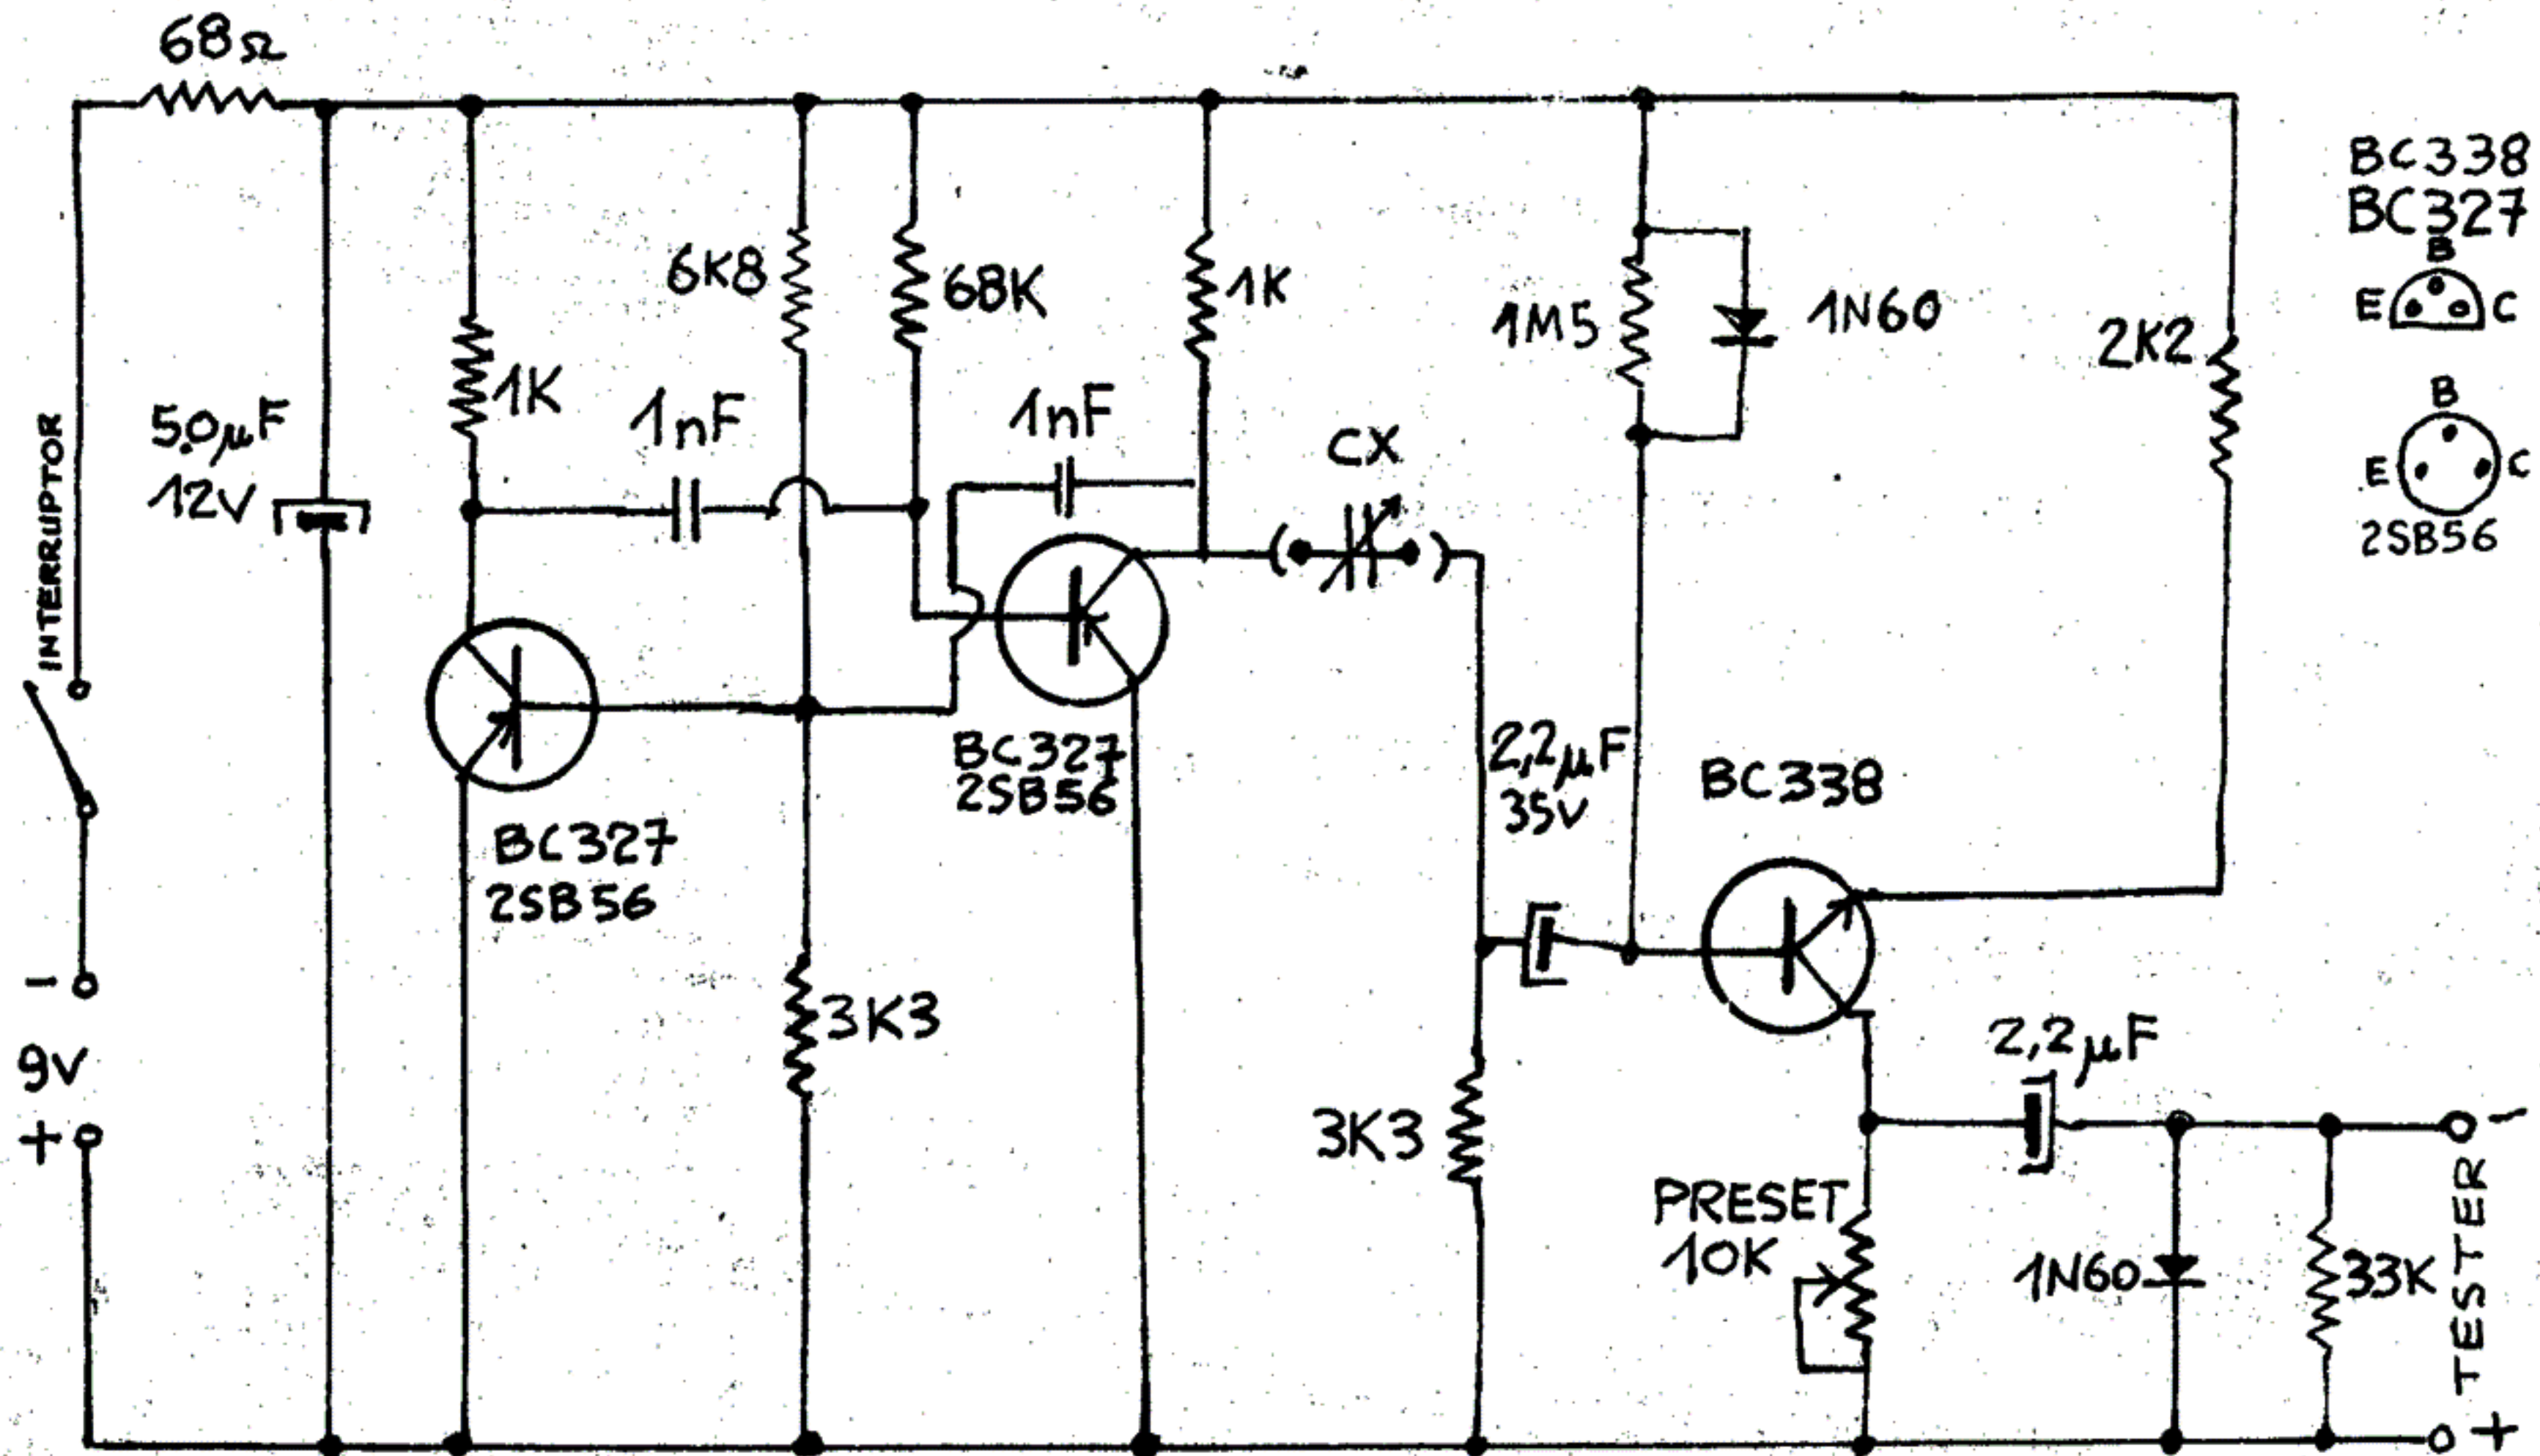 68Ω
BC338
BC327
B
E
C
6K8
68K
1K
1M5
1N60
2K2
1K
1nF
1nF
CX
B
E
C
2SB56
5.0μF
12V
INTERRUPTOR
BC327
2SB56
2,2μF
35V
BC338
BC327
2SB56
-
9V
+
3K3
3K3
2,2μF
-
PRESET
10K
1N60
33K
TESTER
+